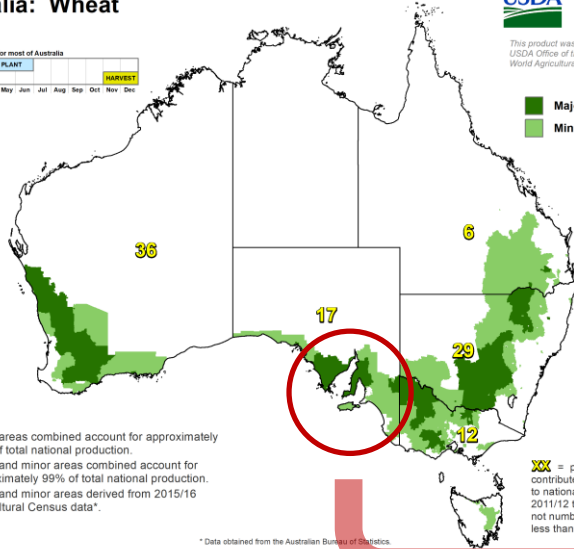 alia: Wheat
USDA
or most of Australia
PLANT
HARVEST
May Jun Jul Aug Sep Oct Nov Dec
This product was
USDA Office of t
World Agricultura
Maj
Min
36
6
17
29
12
areas combined account for approximately
of total national production.
and minor areas combined account for
ximately 99% of total national production.
and minor areas derived from 2015/16
ltural Census data*.
XX = p
contribute
to nationa
2011/12 t
not numb
less than
* Data obtained from the Australian Bureau of Statistics.